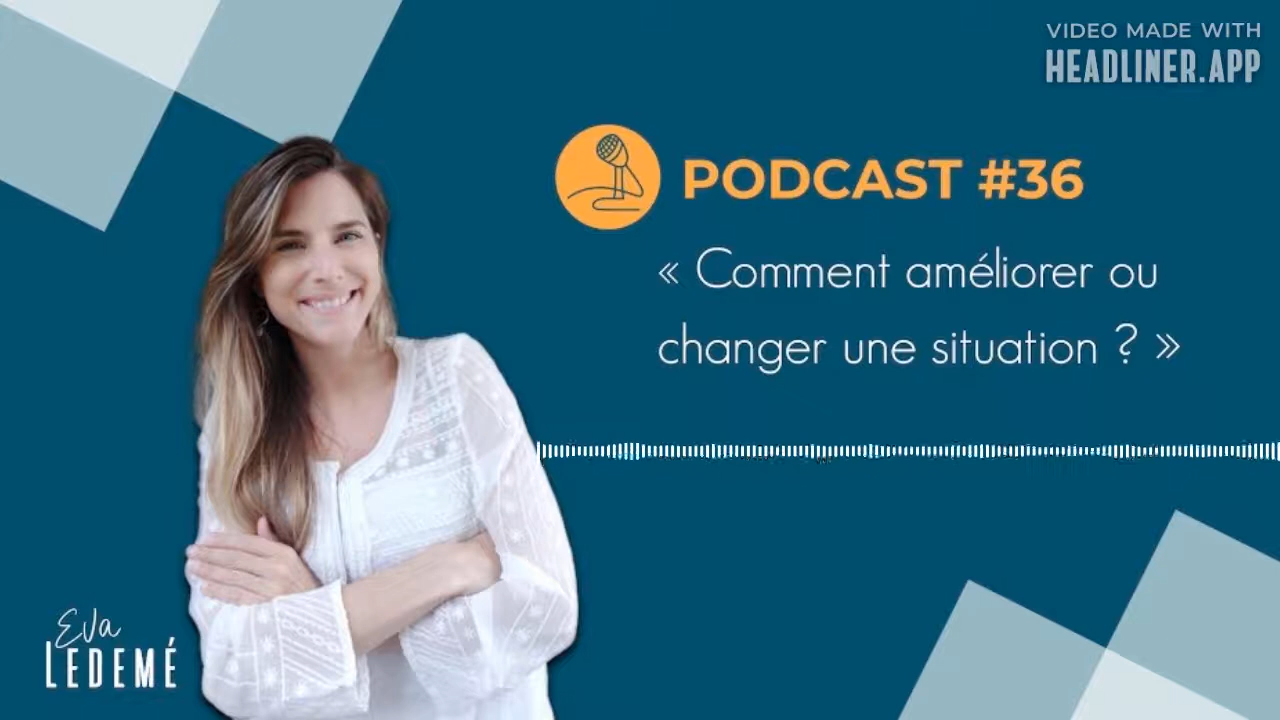 VIDEO MADE WITH
HEADLINER.APP
PODCAST #36
« Comment améliorer ou
changer une situation ? »
Eva
LEDEMÉ